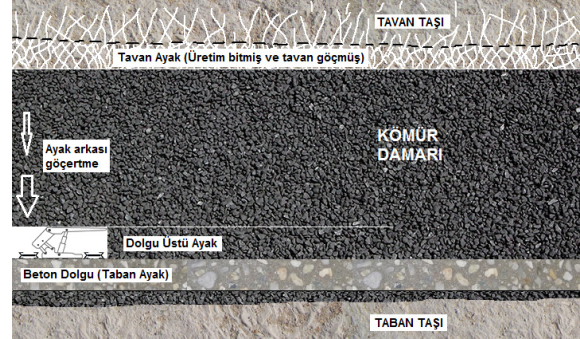 TAVAN TAŞI
Tavan Ayak (Üretim bitmiş ve tavan göçmüş)
KÖMÜR
DAMARI
Ayak arkası
göçertme
Dolgu Üstü Ayak
Beton Dolgu (Taban Ayak)
TABAN TAŞI